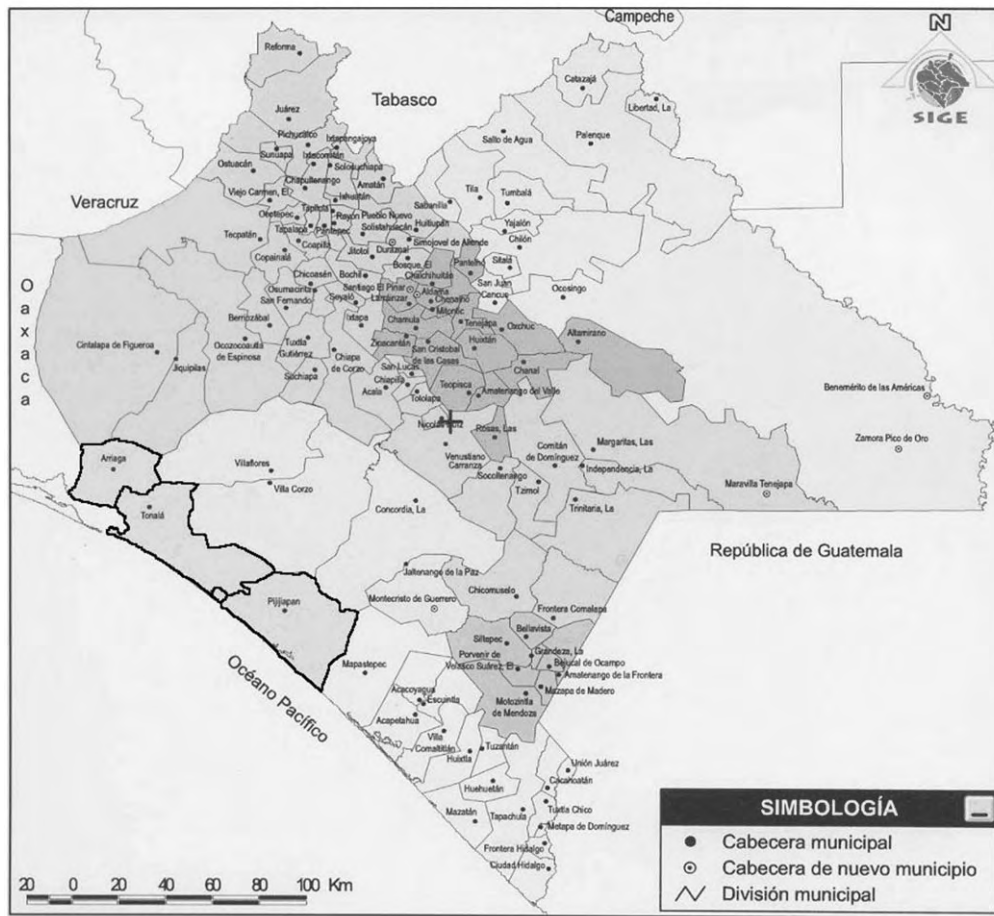 Campeche
N
Reforma
Catazajá
Libertad, La
SIGE
Juárez
Tabasco
Palenque
Salto de Agua
Pichucalco
Ixtapangajoya
Sunuapa
Ixtacomitán
Solosuchiapa
Ostuacán
Chapultenango
Amatán
Tila
Tumbalá
Viejo Carmen, El
Ixhuatán
Sabanilla
Veracruz
Ocotepec
Tapilula
Rayón
Pueblo Nuevo
Solistahuacán
Huitiupán
Yajalón
Tecpatán
Tapalapa
Pantepec
Coapilla
Simojovel de Allende
Chilón
Copainalá
Jitotol
Bosque, El
Pantelhó
Sitalá
Oaxaca
Chicoasén
Bochil
Chalchihuitán
San Juan
Cancuc
Ocosingo
Osumacinta
Santiago El Pinar
Aldama
San Fernando
Soyaló
Larráinzar
Chenalhó
Mitontic
Berriozábal
Ixtapa
Chamula
Tenejapa
Oxchuc
Altamirano
Cintalapa de Figueroa
Ocozocoautla
de Espinosa
Tuxtla
Gutiérrez
Zinacantán
Huixtán
Jiquipilas
Chiapa
de Corzo
San Cristobal
de las Casas
Chanal
Suchiapa
San Lucas
Chiapilla
Teopisca
Amatenango del Valle
Benemérito de las Américas
Acala
Totolapa
Nicolás Ruíz
Rosas, Las
Arriaga
Villaflores
Venustiano
Carranza
Comitán
de Domínguez
Margaritas, Las
Zamora Pico de Oro
Socoltenango
Independencia, La
Villa Corzo
Tzimol
Maravilla Tenejapa
Tonalá
Concordia, La
Trinitaria, La
República de Guatemala
Jaltenango de la Paz
Chicomuselo
Pijijiapan
Montecristo de Guerrero
Frontera Comalapa
Bellavista
Siltepec
Grandeza, La
Océano Pacífico
Mapastepec
Porvenir de
Velasco Suárez, El
Bejucal de Ocampo
Amatenango de la Frontera
Mazapa de Madero
Acacoyagua
Escuintla
Motozintla
de Mendoza
Acapetahua
Villa
Comaltitlán
Huixtla
Tuzantán
Unión Juárez
Cacahoatán
Huehuetán
Mazatán
Tapachula
Tuxtla Chico
Metapa de Domínguez
Frontera Hidalgo
Ciudad Hidalgo
SIMBOLOGÍA
Cabecera municipal
Cabecera de nuevo municipio
División municipal
20 0 20 40 60 80 100 Km